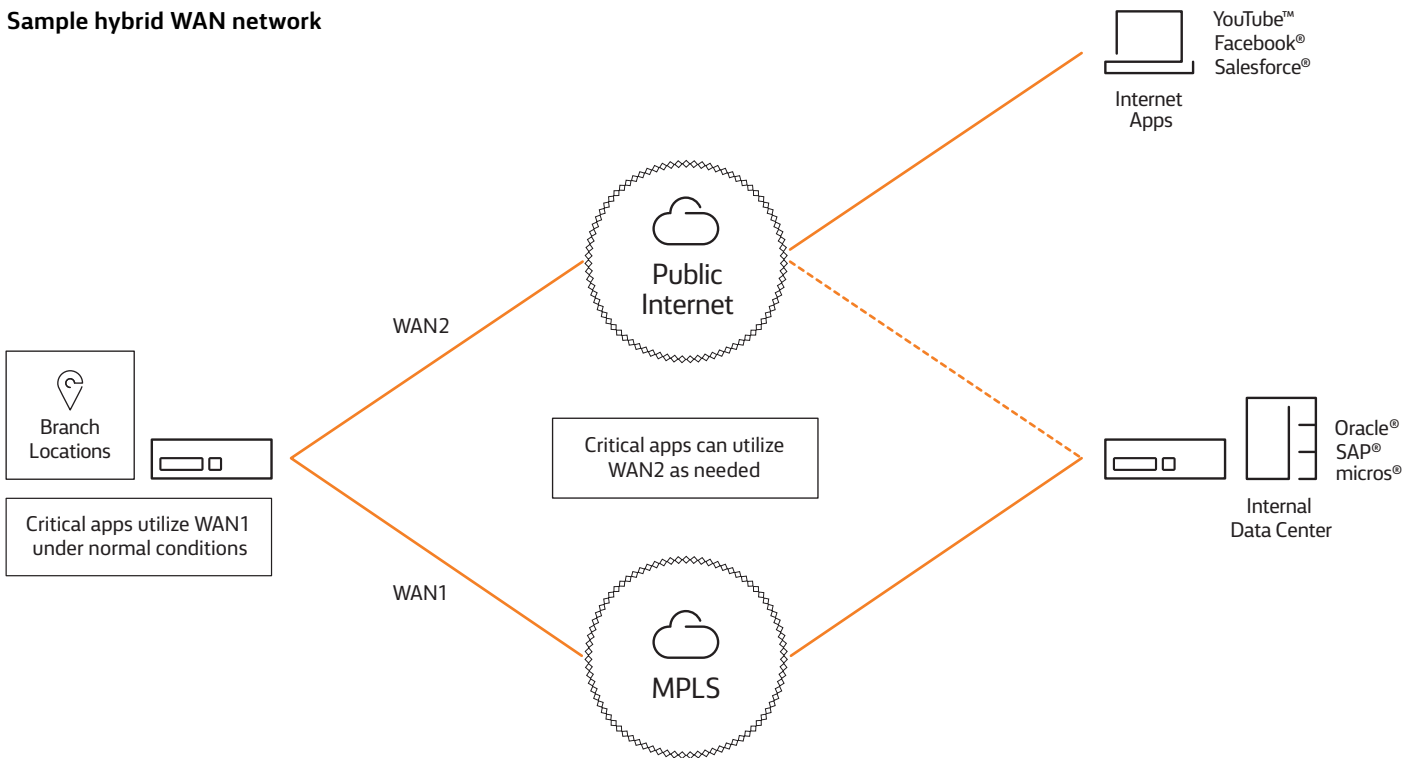 Sample hybrid WAN network
YouTube™
Facebook®
Salesforce®
Internet
Apps
Public
Internet
WAN2
Branch
Locations
Critical apps can utilize
WAN2 as needed
Oracle®
SAP®
micros®
Internal
Data Center
Critical apps utilize WAN1
under normal conditions
WAN1
MPLS